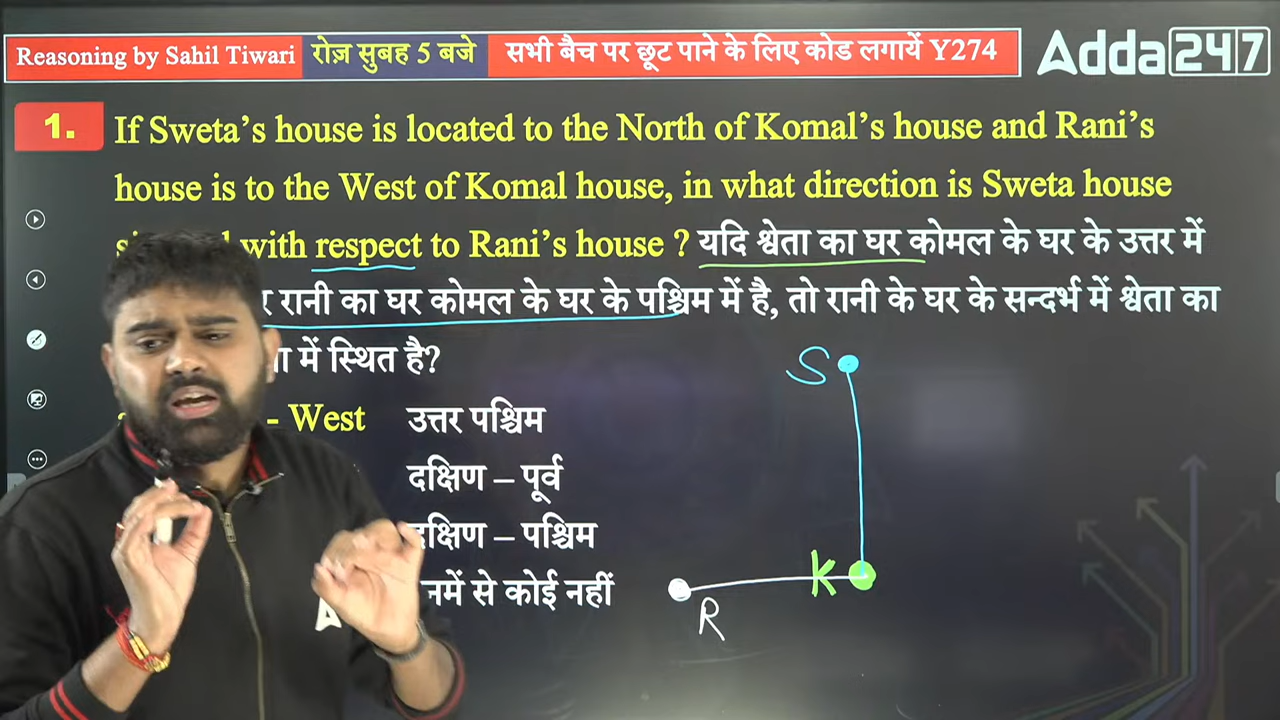 Reasoning by Sahil Tiwari रोज़ सुबह 5 बजे सभी बैच पर छूट पाने के लिए कोड लगायें Y274 Adda247
1. If Sweta's house is located to the North of Komal's house and Rani's
house is to the West of Komal house, in what direction is Sweta house
with respect to Rani's house ? यदि श्वेता का घर कोमल के घर के उत्तर में
रानी का घर कोमल के घर के पश्चिम में है, तो रानी के घर के सन्दर्भ में श्वेता का
में स्थित है?
- West उत्तर पश्चिम
दक्षिण – पूर्व
दक्षिण – पश्चिम
से कोई नहीं
S
K
R